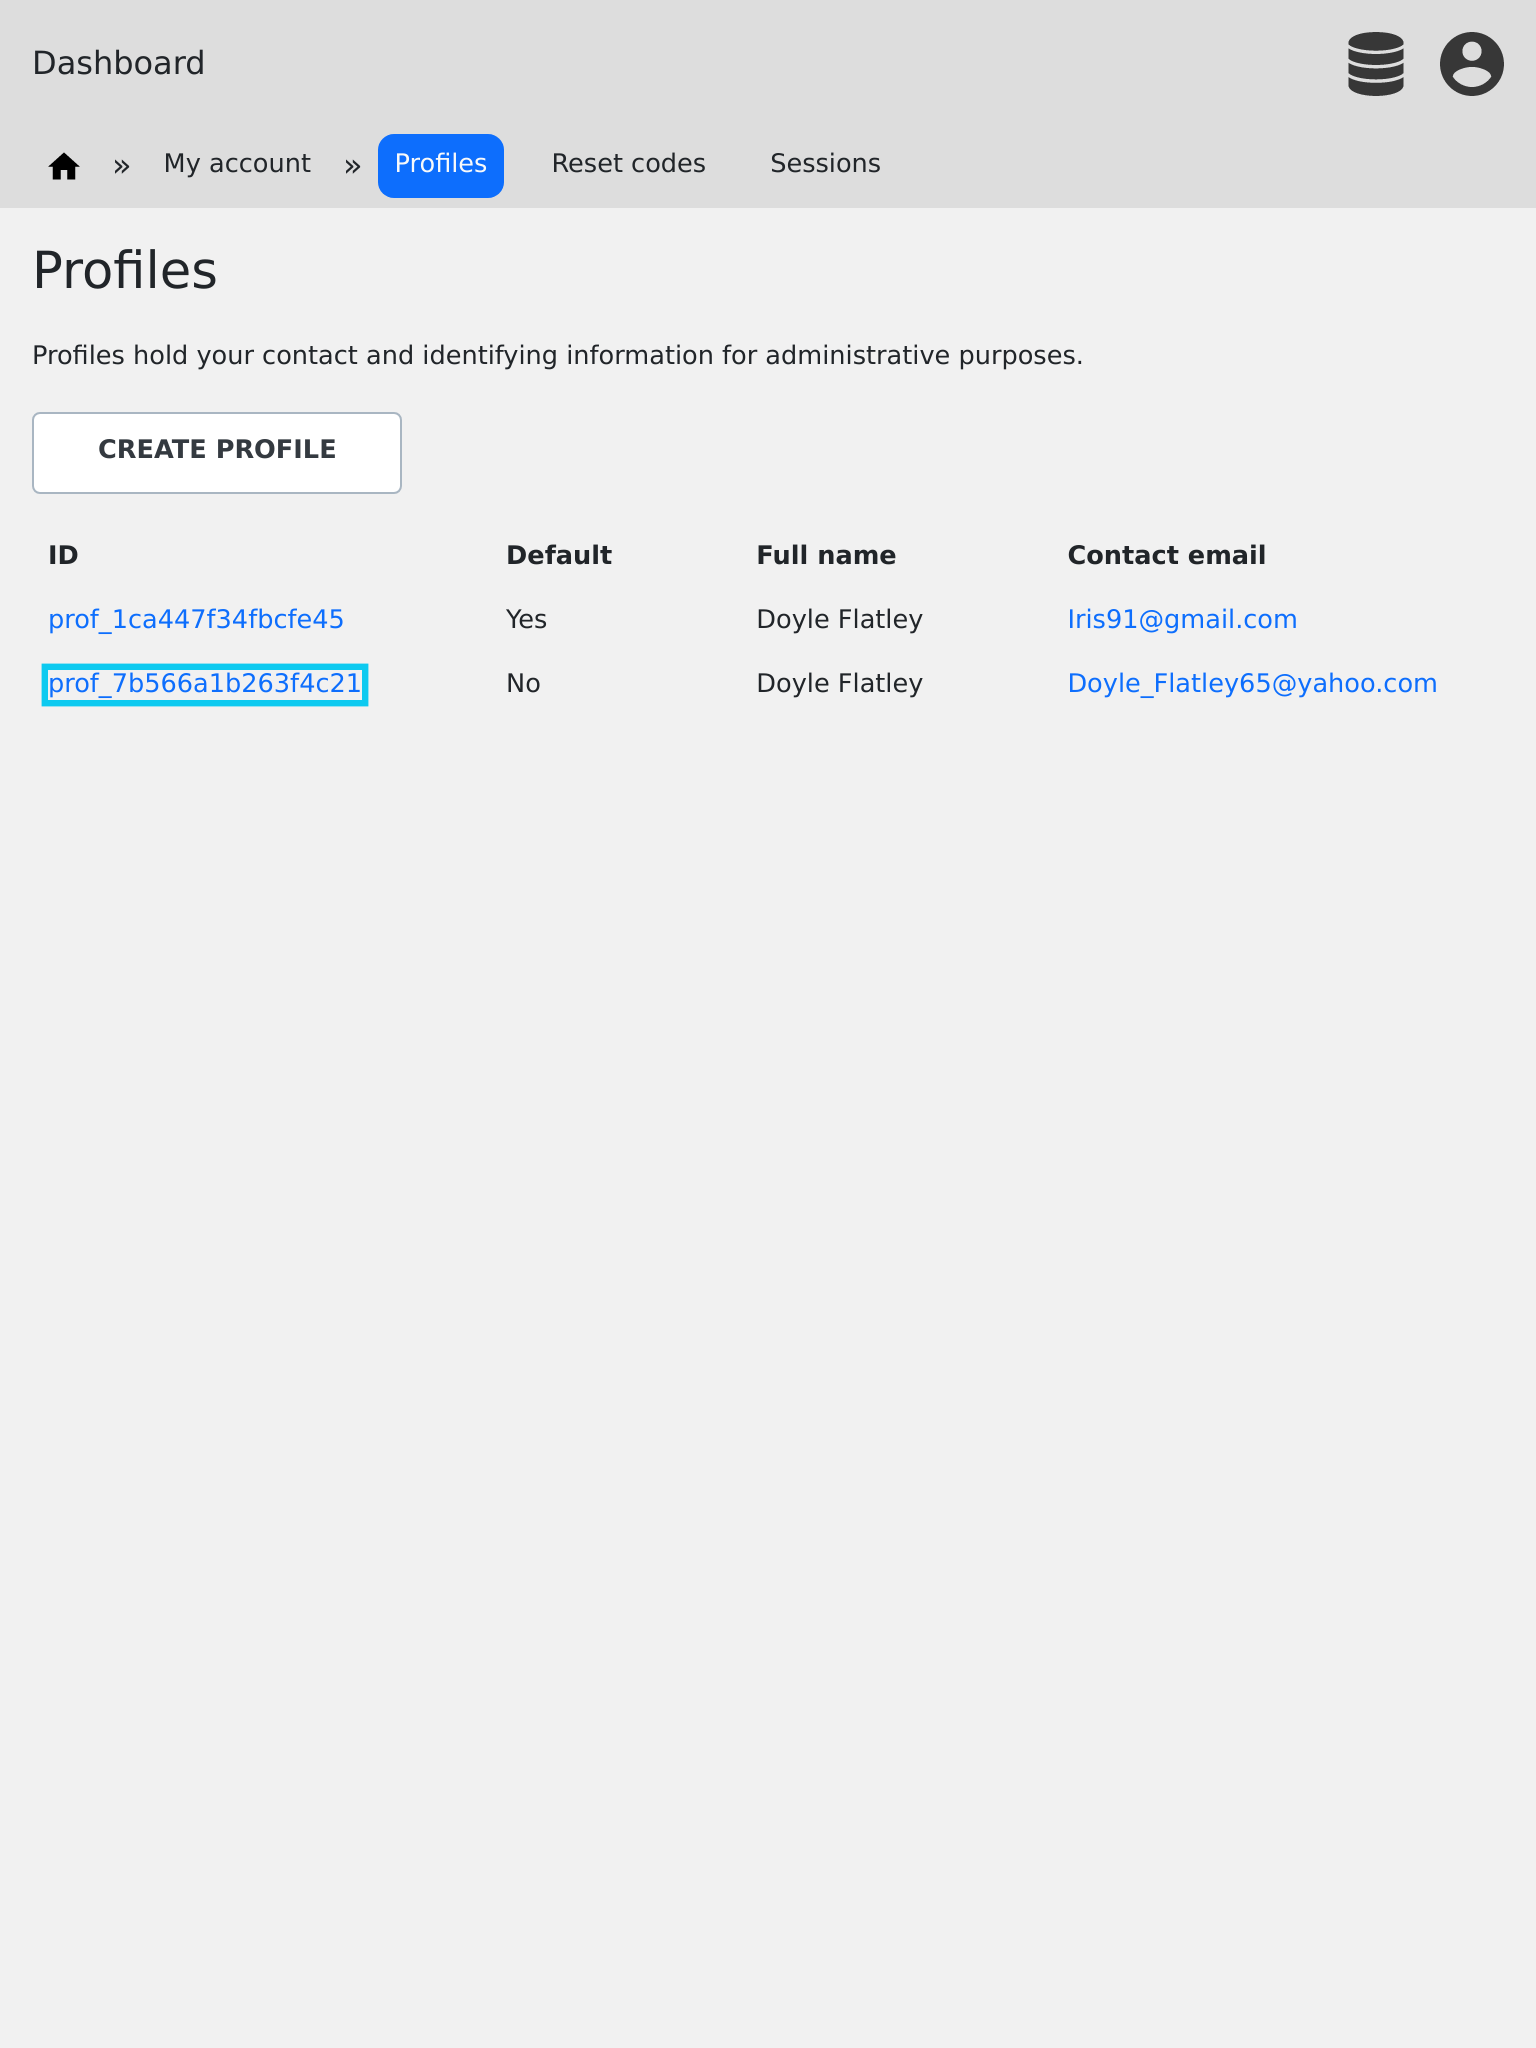 Dashboard
» My account » Profiles Reset codes Sessions
Profiles
Profiles hold your contact and identifying information for administrative purposes.
CREATE PROFILE
ID Default Full name Contact email
prof_1ca447f34fbcfe45 Yes Doyle Flatley Iris91@gmail.com
prof_7b566a1b263f4c21 No Doyle Flatley Doyle_Flatley65@yahoo.com